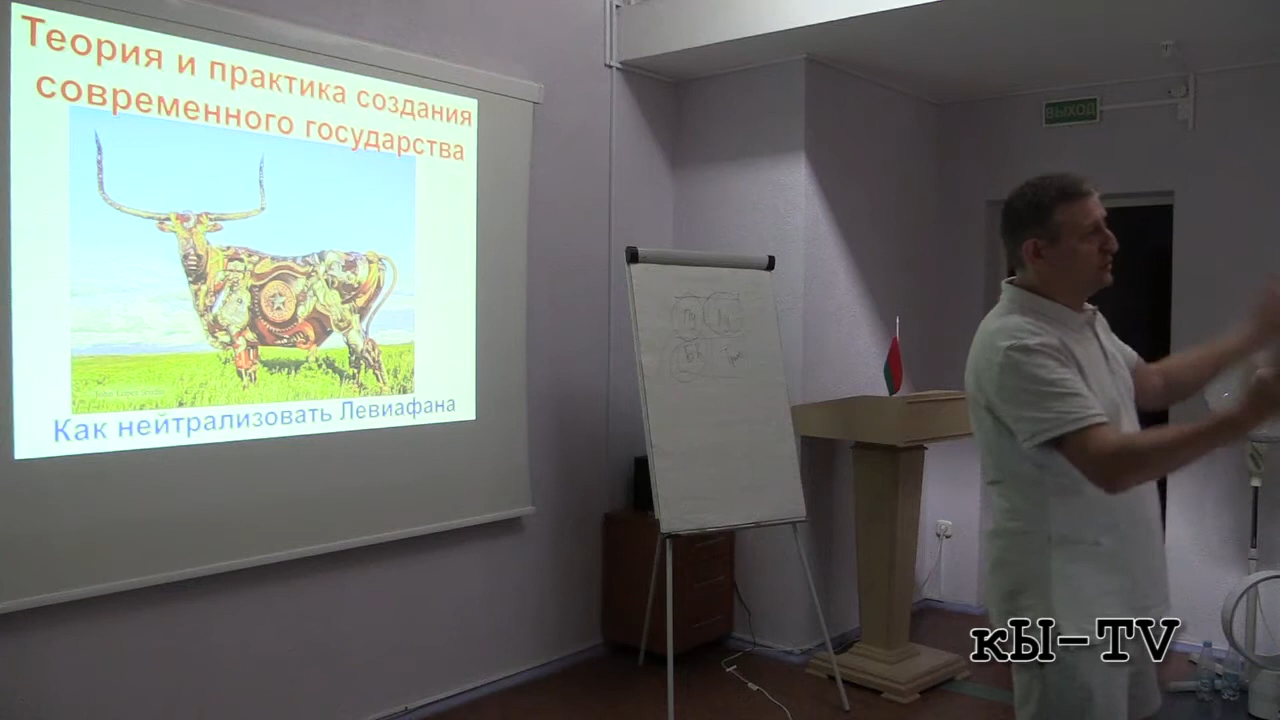 Теория и практика создания
современного государства
Как нейтрализовать Левиафана
ВЫХОД
кЫ-TV